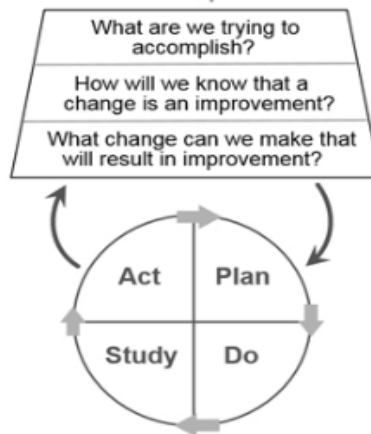 What are we trying to
accomplish?
How will we know that a
change is an improvement?
What change can we make that
will result in improvement?
Act
Plan
Study
Do